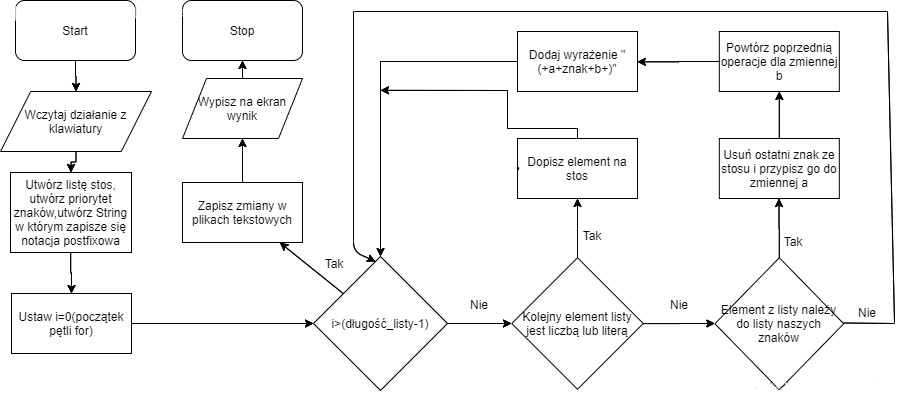 Start
Wczytaj działanie z
klawiatury
Utwórz listę stos,
utwórz priorytet
znaków,utwórz String
w którym zapisze się
notacja postfixowa
Ustaw i=0(początek
pętli for)
Stop
Wypisz na ekran
wynik
Zapisz zmiany w
plikach tekstowych
Tak
i>(długość_listy-1)
Nie
Dodaj wyrażenie "
(+a+znak+b+)"
Dopisz element na
stos
Tak
Kolejny element listy
jest liczbą lub literą
Nie
Powtórz poprzednią
operacje dla zmiennej
b
Usuń ostatni znak ze
stosu i przypisz go do
zmiennej a
Tak
Element z listy należy
do listy naszych
znaków
Nie